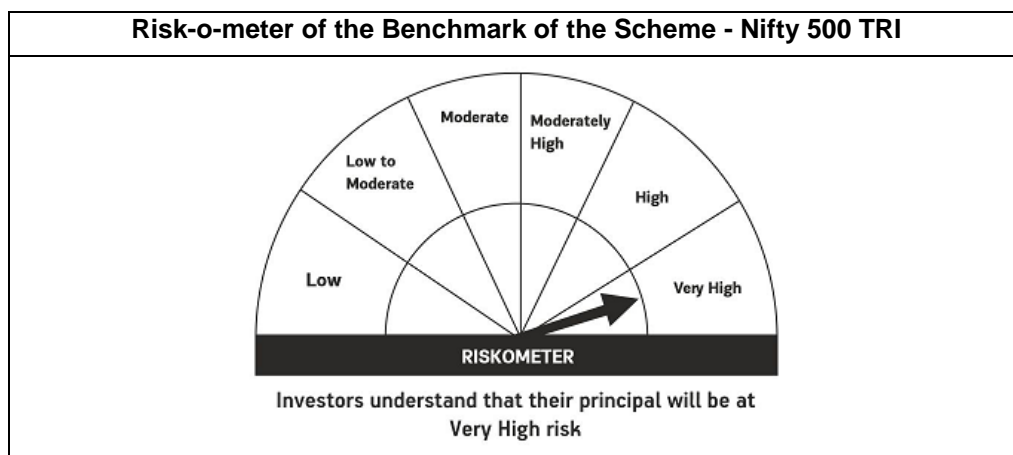 Risk-o-meter of the Benchmark of the Scheme - Nifty 500 TRI
Moderate
Moderately
High
Low to
Moderate
High
Low
Very High
RISKOMETER
Investors understand that their principal will be at
Very High risk